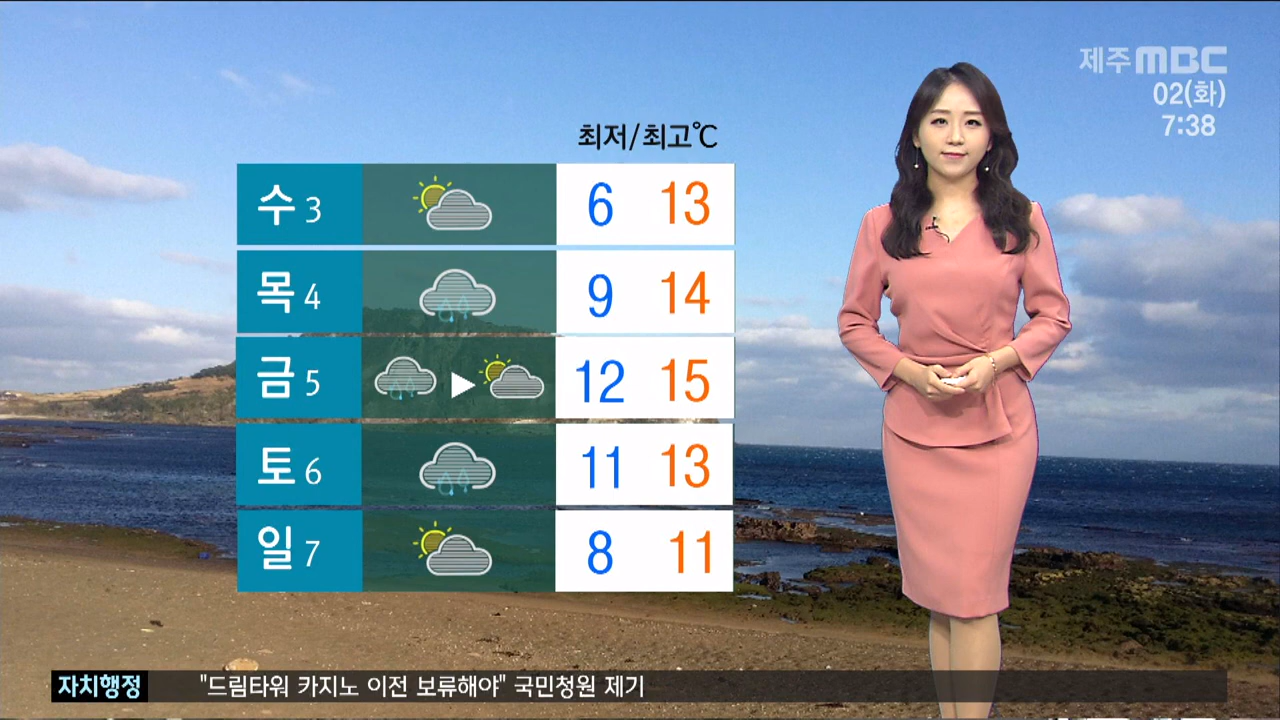 제주MBC
02(화)
7:38
최저/최고℃
수 3 6 13
목 4 9 14
금 5 12 15
토 6 11 13
일 7 8 11
자치행정 "드림타워 카지노 이전 보류해야" 국민청원 제기